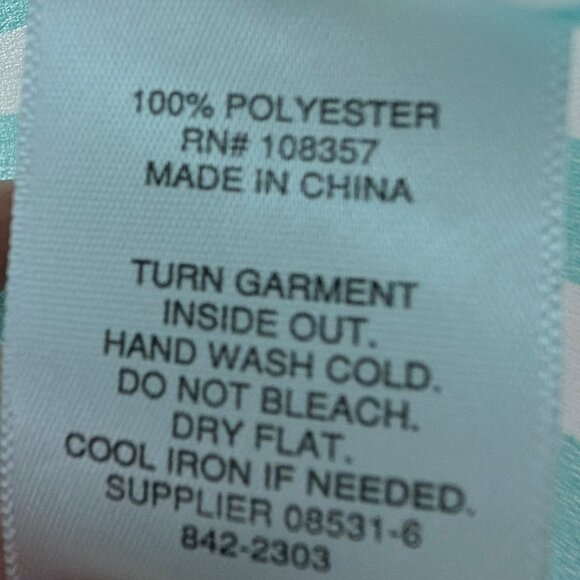 100% POLYESTER
RN# 108357
MADE IN CHINA
TURN GARMENT
INSIDE OUT.
HAND WASH COLD.
DO NOT BLEACH.
DRY FLAT.
COOL IRON IF NEEDED.
SUPPLIER 08531-6
842-2303